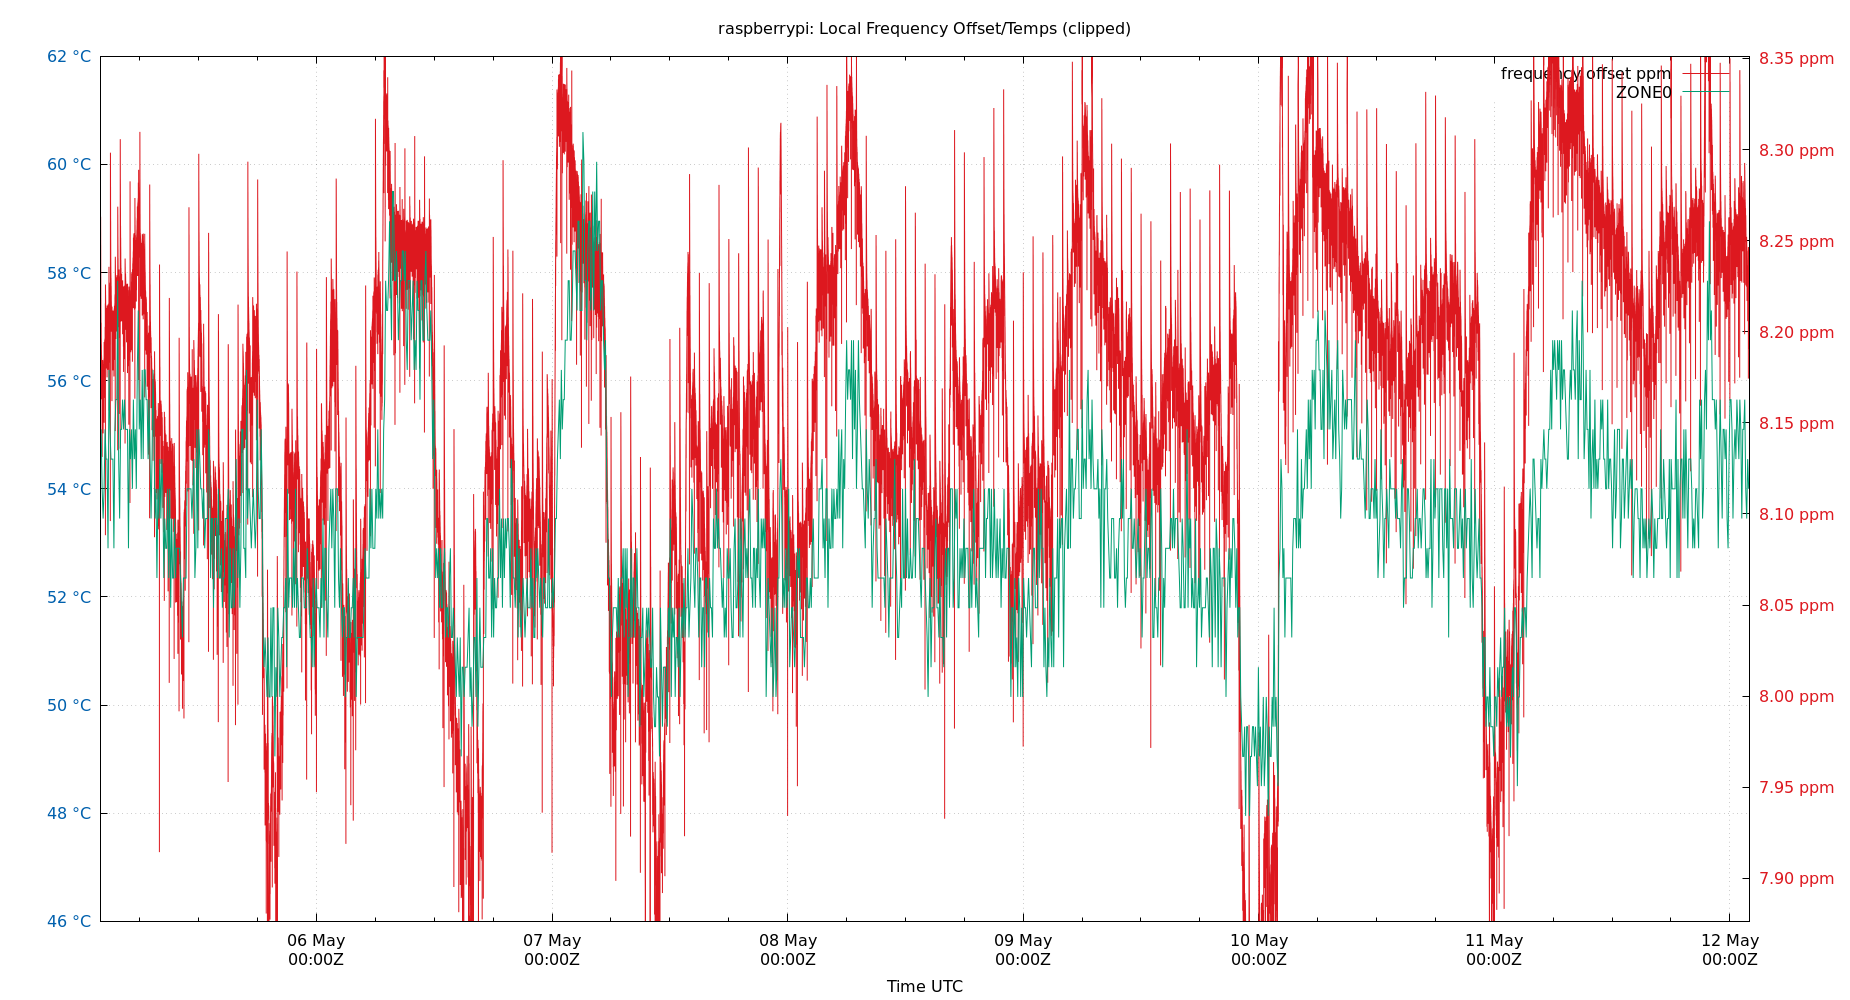 raspberrypi: Local Frequency Offset/Temps (clipped)
62 °C
60 °C
58 °C
56 °C
54 °C
52 °C
50 °C
48 °C
46 °C
8.35 ppm
8.30 ppm
8.25 ppm
8.20 ppm
8.15 ppm
8.10 ppm
8.05 ppm
8.00 ppm
7.95 ppm
7.90 ppm
frequency offset ppm
ZONE0
06 May
00:00Z
07 May
00:00Z
08 May
00:00Z
09 May
00:00Z
10 May
00:00Z
11 May
00:00Z
12 May
00:00Z
Time UTC